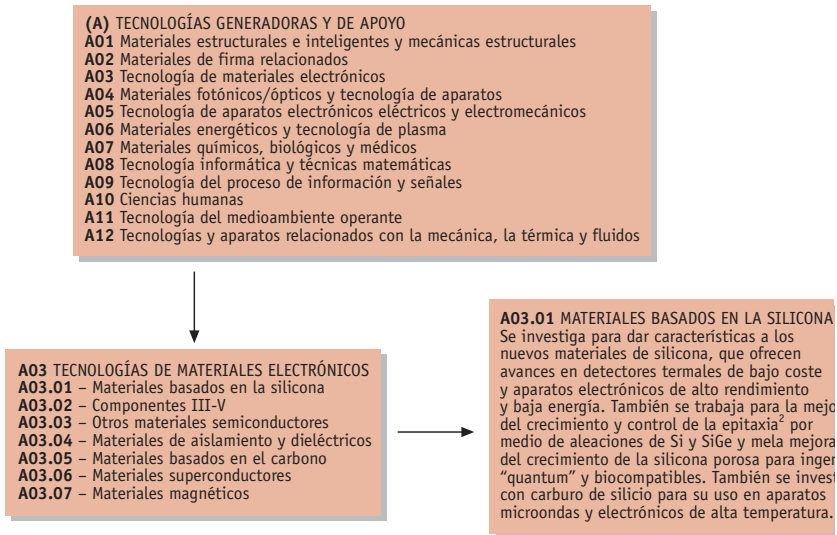 (A) TECNOLOGÍAS GENERADORAS Y DE APOYO
A01 Materiales estructurales e inteligentes y mecánicas estructurales
A02 Materiales de firma relacionados
A03 Tecnología de materiales electrónicos
A04 Materiales fotónicos/ópticos y tecnología de aparatos
A05 Tecnología de aparatos electrónicos eléctricos y electromecánicos
A06 Materiales energéticos y tecnología de plasma
A07 Materiales químicos, biológicos y médicos
A08 Tecnología informática y técnicas matemáticas
A09 Tecnología del proceso de información y señales
A10 Ciencias humanas
A11 Tecnología del medioambiente operante
A12 Tecnologías y aparatos relacionados con la mecánica, la térmica y fluidos
A03 TECNOLOGÍAS DE MATERIALES ELECTRÓNICOS
A03.01 – Materiales basados en la silicona
A03.02 – Componentes III-V
A03.03 – Otros materiales semiconductores
A03.04 – Materiales de aislamiento y dieléctricos
A03.05 – Materiales basados en el carbono
A03.06 – Materiales superconductores
A03.07 – Materiales magnéticos
A03.01 MATERIALES BASADOS EN LA SILICONA
Se investiga para dar características a los
nuevos materiales de silicona, que ofrecen
avances en detectores termales de bajo coste
y aparatos electrónicos de alto rendimiento
y baja energía. También se trabaja para la
del crecimiento y control de la epitaxia² por
medio de aleaciones de Si y SiGe y mela mejora
del crecimiento de la silicona porosa para
“quantum” y biocompatibles. También se
con carburo de silicio para su uso en aparatos
microondas y electrónicos de alta temperatura.